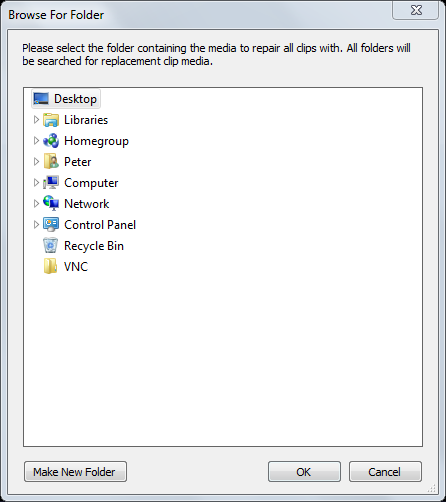 Browse For Folder
Please select the folder containing the media to repair all clips with. All folders will
be searched for replacement clip media.
Desktop
Libraries
Homegroup
Peter
Computer
Network
Control Panel
Recycle Bin
VNC
Make New Folder
OK
Cancel